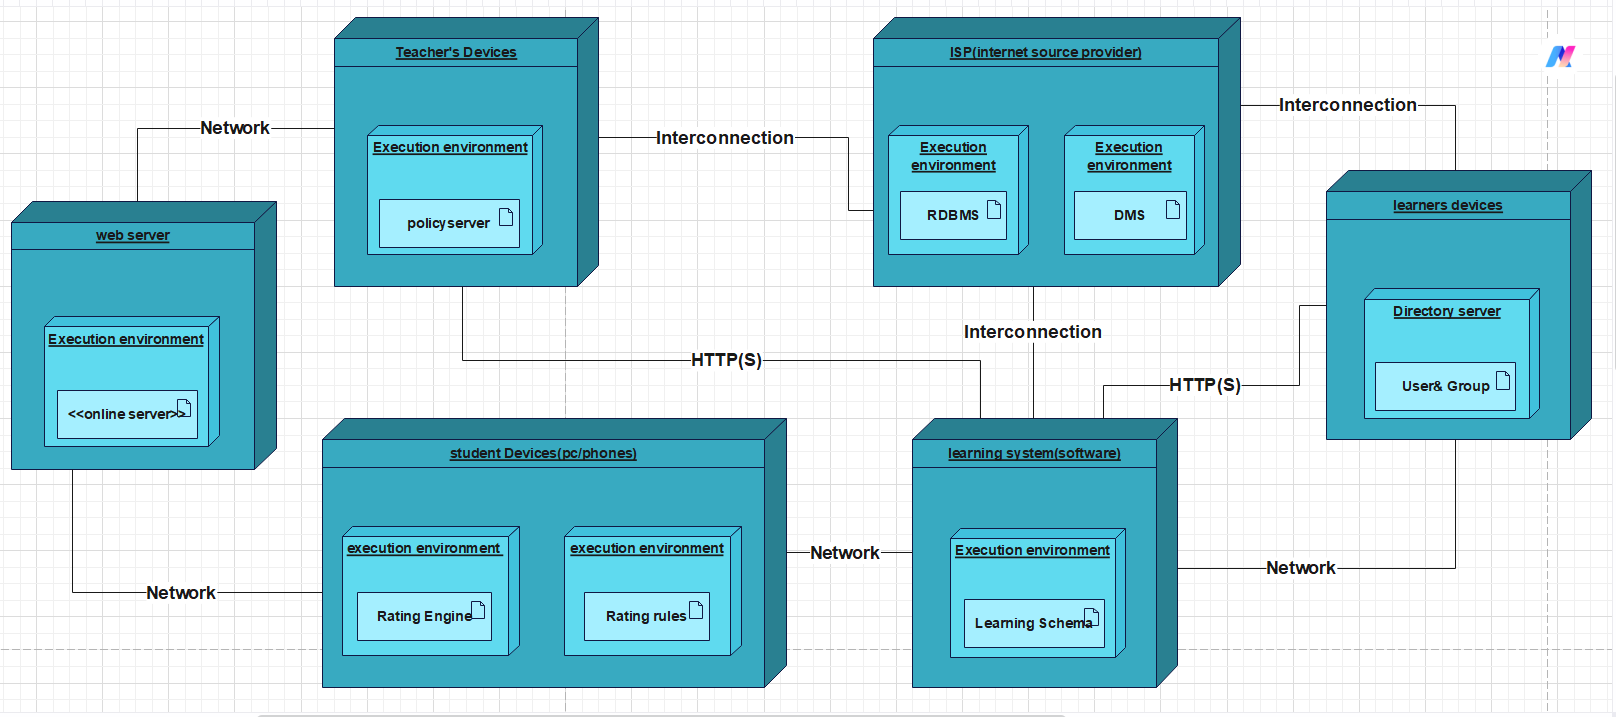 Teacher's Devices
Execution environment
policyserver
ISP(internet source provider)
Execution
environment
RDBMS
Execution
environment
DMS
Interconnection
Network
Interconnection
learners devices
Directory server
User& Group
web server
Execution environment
<<online server>>
Interconnection
HTTP(S)
HTTP(S)
student Devices(pc/phones)
execution environment
Rating Engine
execution environment
Rating rules
learning system(software)
Execution environment
Learning Schema
Network
Network
Network